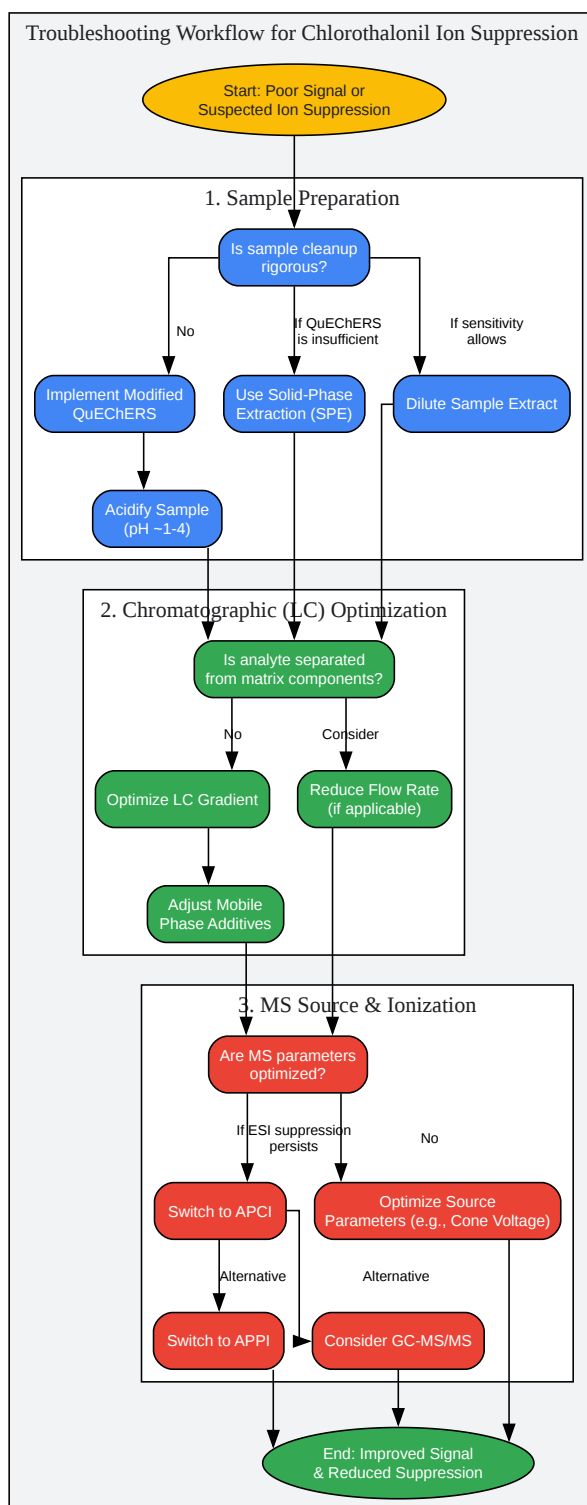 Troubleshooting Workflow for Chlorothalonil Ion Suppression
Start: Poor Signal or
Suspected Ion Suppression
1. Sample Preparation
Is sample cleanup
rigorous?
No
If QuEChERS
is insufficient
If sensitivity
allows
Implement Modified
QuEChERS
Use Solid-Phase
Extraction (SPE)
Dilute Sample Extract
Acidify Sample
(pH ~1-4)
2. Chromatographic (LC) Optimization
Is analyte separated
from matrix components?
No
Consider
Optimize LC Gradient
Reduce Flow Rate
(if applicable)
Adjust Mobile
Phase Additives
3. MS Source & Ionization
Are MS parameters
optimized?
If ESI suppression
persists
No
Switch to APCI
Optimize Source
Parameters (e.g., Cone Voltage)
Alternative
Alternative
Switch to APPI
Consider GC-MS/MS
End: Improved Signal
& Reduced Suppression